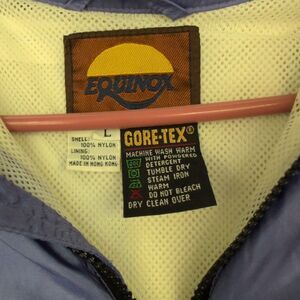 EQUINOX
L
SHELL:
100% NYLON
LINING:
100% NYLON
MADE IN HONG KONG
GORE-TEX®
MACHINE WASH WARM
WITH POWDERED
DETERGENT
TUMBLE DRY
STEAM IRON
WARM
DO NOT BLEACH
DRY CLEAN OVER